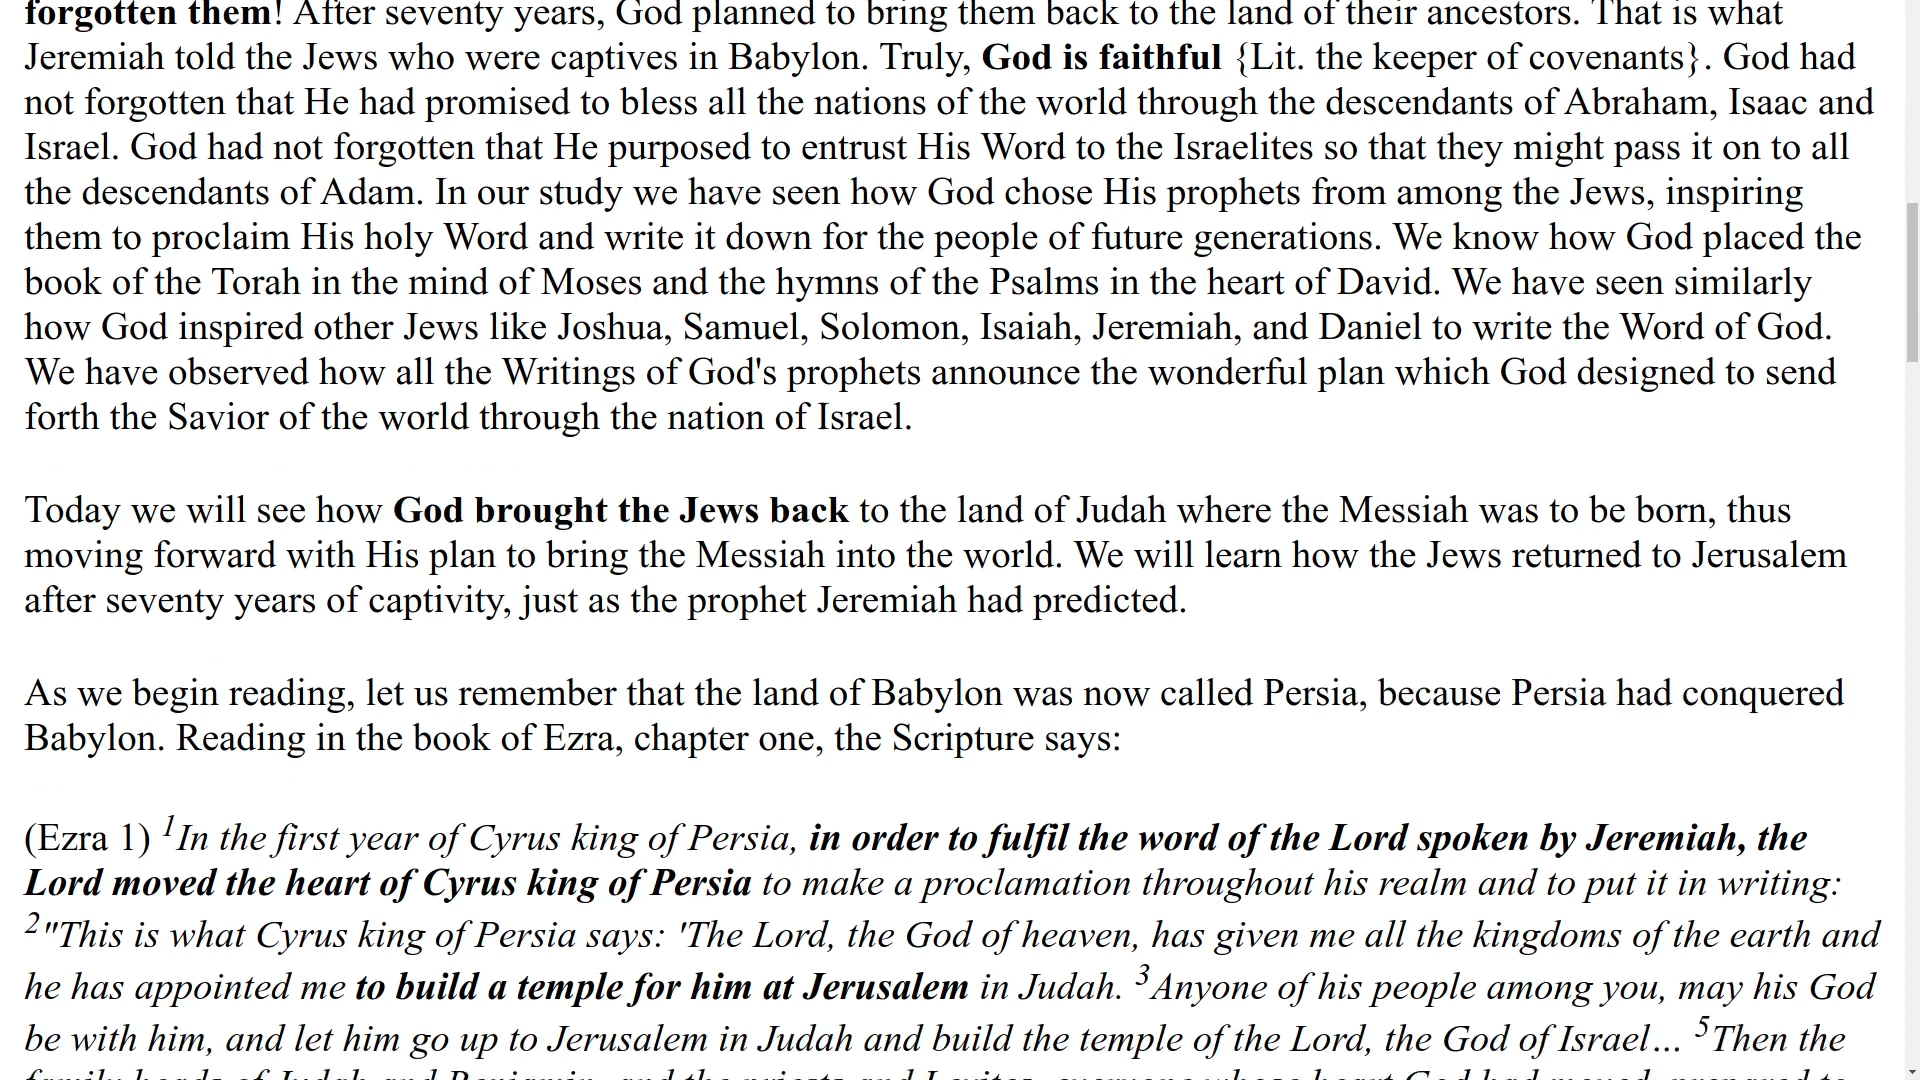 forgotten them! After seventy years, God planned to bring them back to the land of their ancestors. That is what
Jeremiah told the Jews who were captives in Babylon. Truly, God is faithful {Lit. the keeper of covenants}. God had
not forgotten that He had promised to bless all the nations of the world through the descendants of Abraham, Isaac and
Israel. God had not forgotten that He purposed to entrust His Word to the Israelites so that they might pass it on to all
the descendants of Adam. In our study we have seen how God chose His prophets from among the Jews, inspiring
them to proclaim His holy Word and write it down for the people of future generations. We know how God placed the
book of the Torah in the mind of Moses and the hymns of the Psalms in the heart of David. We have seen similarly
how God inspired other Jews like Joshua, Samuel, Solomon, Isaiah, Jeremiah, and Daniel to write the Word of God.
We have observed how all the Writings of God's prophets announce the wonderful plan which God designed to send
forth the Savior of the world through the nation of Israel.
Today we will see how God brought the Jews back to the land of Judah where the Messiah was to be born, thus
moving forward with His plan to bring the Messiah into the world. We will learn how the Jews returned to Jerusalem
after seventy years of captivity, just as the prophet Jeremiah had predicted.
As we begin reading, let us remember that the land of Babylon was now called Persia, because Persia had conquered
Babylon. Reading in the book of Ezra, chapter one, the Scripture says:
(Ezra 1) 1In the first year of Cyrus king of Persia, in order to fulfil the word of the Lord spoken by Jeremiah, the
Lord moved the heart of Cyrus king of Persia to make a proclamation throughout his realm and to put it in writing:
2"This is what Cyrus king of Persia says: 'The Lord, the God of heaven, has given me all the kingdoms of the earth and
he has appointed me to build a temple for him at Jerusalem in Judah. 3Anyone of his people among you, may his God
be with him, and let him go up to Jerusalem in Judah and build the temple of the Lord, the God of Israel… 5Then the
family heads of Judah and Benjamin, and the priests and Levites, everyone whose heart God had moved, prepared to